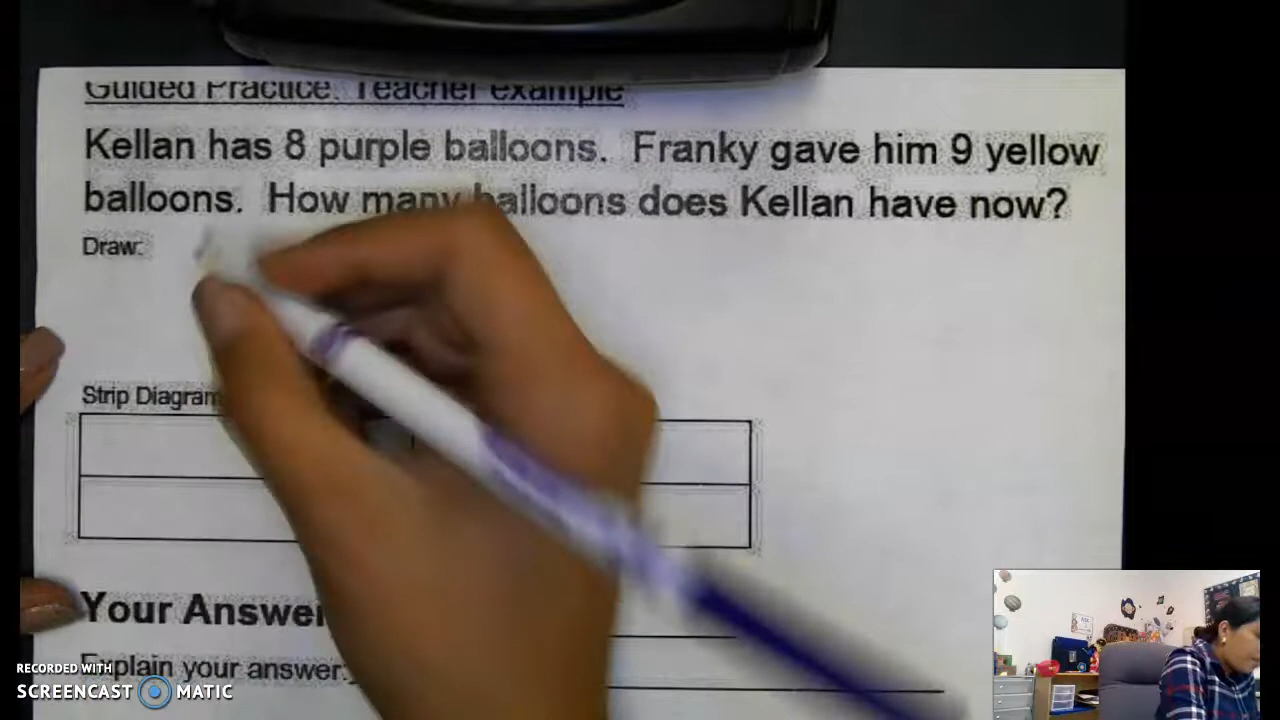 Guided Practice: Teacher example
Kellan has 8 purple balloons. Franky gave him 9 yellow
balloons. How many balloons does Kellan have now?
Draw:
Strip Diagram
Your Answer
Explain your answer:
RECORDED WITH
SCREENCAST MATIC